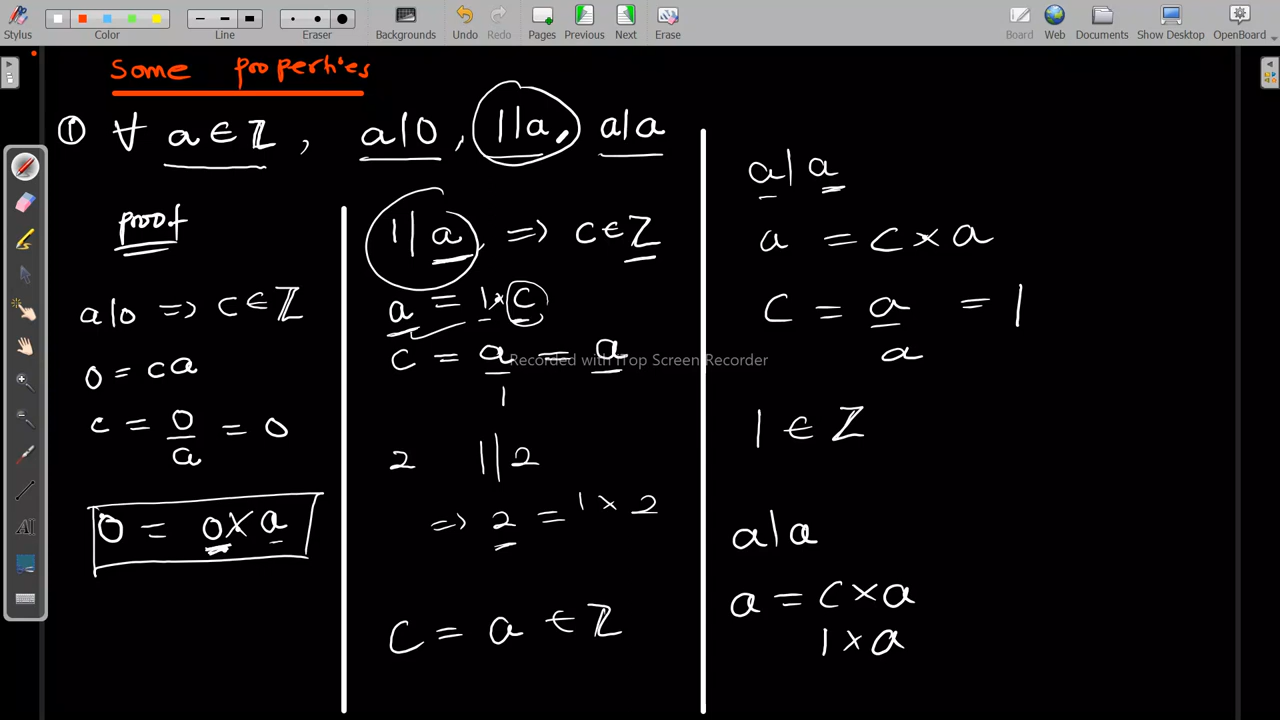 Stylus Color Line Eraser Backgrounds Undo Redo Pages Previous Next Erase Board Web Documents Show Desktop OpenBoard
Some properties
① ∀ a ∈ ℤ, a|0, 1|a, a|a
proof
a|0 => c ∈ ℤ
0 = ca
c = 0/a = 0
0 = 0 × a
1|a, => c ∈ ℤ
a = 1 × c
c = a/1 = a
2 1|2
=> 2 = 1 × 2
C = a ∈ ℤ
a|a
a = c × a
C = a/a = 1
1 ∈ ℤ
a|a
a = c × a
1 × a
Recorded with iTop Screen Recorder
AI